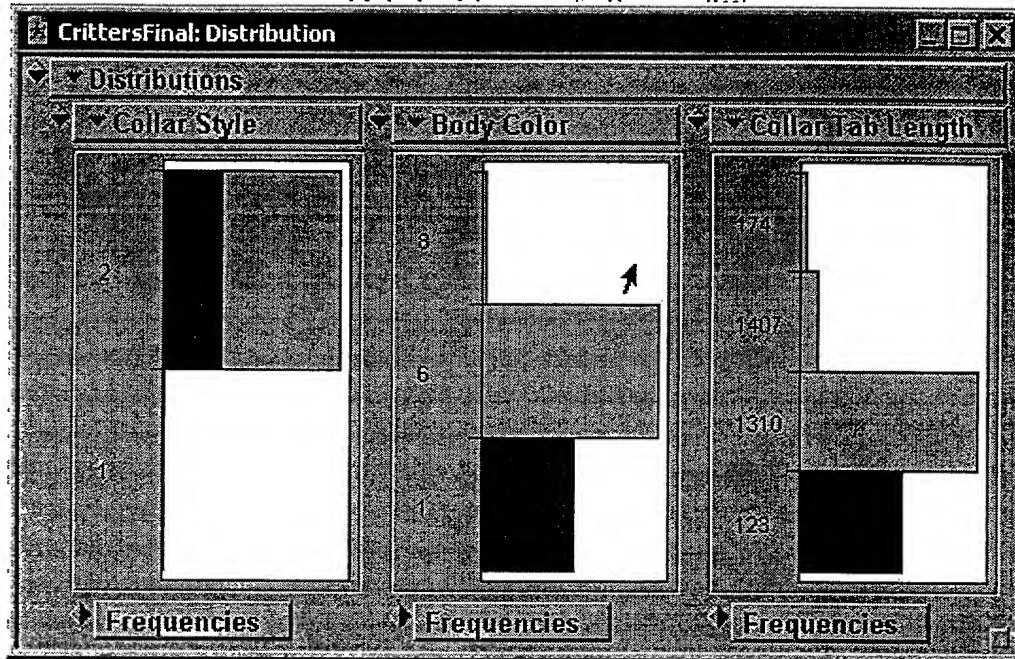 CrittersFinal: Distribution
Distributions
Collar Style
Body Color
Collar Tab Length
2
1
8
6
1
174
1407
1310
123
Frequencies
Frequencies
Frequencies